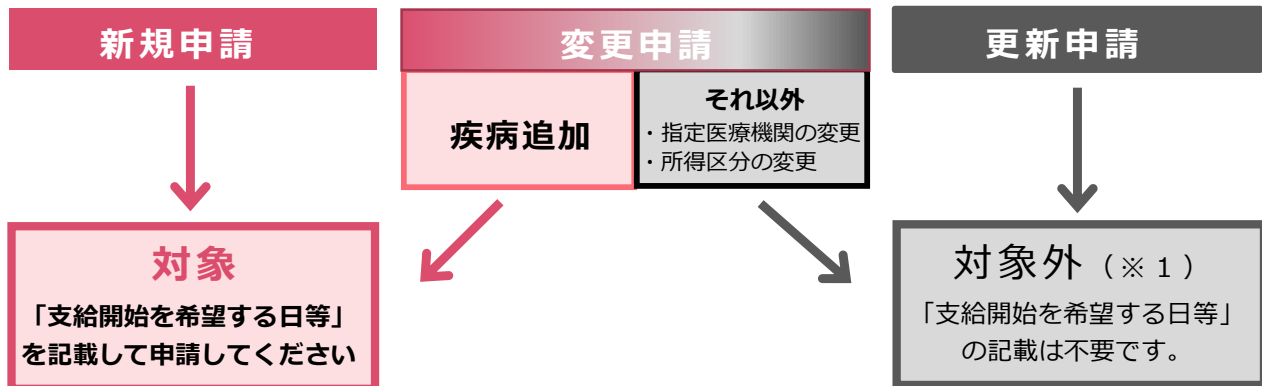 新規申請
変更申請
更新申請
疾病追加
それ以外
・指定医療機関の変更
・所得区分の変更
対象
「支給開始を希望する日等」
を記載して申請してください
対象外（※１）
「支給開始を希望する日等」
の記載は不要です。